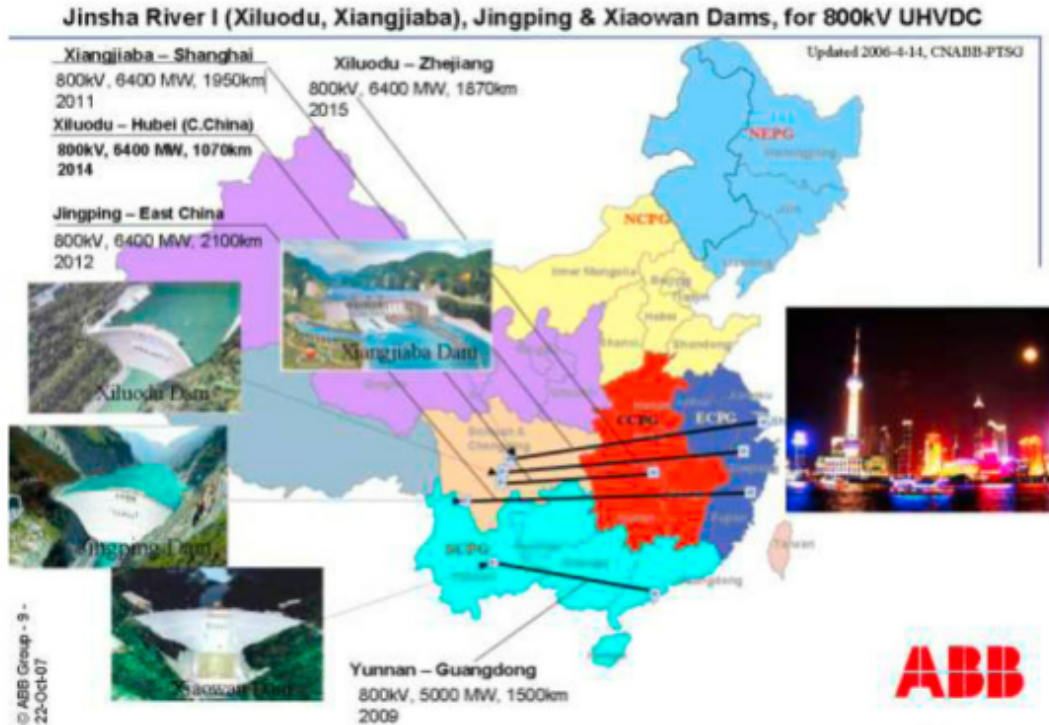 Jinsha River I (Xiluodu, Xiangjiaba), Jingping & Xiaowan Dams, for 800kV UHVDC
Updated 2006-4-14, CNABB-PTSG
Xiangjiaba – Shanghai
800kV, 6400 MW, 1950km
2011
Xiluodu – Zhejiang
800kV, 6400 MW, 1870km
2015
Xiluodu – Hubei (C.China)
800kV, 6400 MW, 1070km
2014
Jingping – East China
800kV, 6400 MW, 2100km
2012
NEPG
NCPG
Inner Mongolia
Beijing
Tianjin
Hebei
Shanxi
Shandong
Liaoning
Xiangjiaba Dam
Xiluodu Dam
CCPG
ECPG
Jingping Dam
SCPG
Taiwan
Xiaowan Dam
Yunnan – Guangdong
800kV, 5000 MW, 1500km
2009
ABB
© ABB Group - 9 -
22-Oct-07